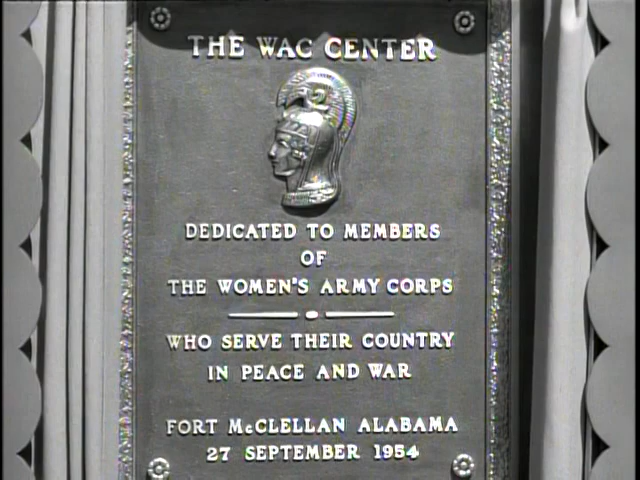 THE WAC CENTER
DEDICATED TO MEMBERS
OF
THE WOMEN'S ARMY CORPS
WHO SERVE THEIR COUNTRY
IN PEACE AND WAR
FORT McCLELLAN ALABAMA
27 SEPTEMBER 1954